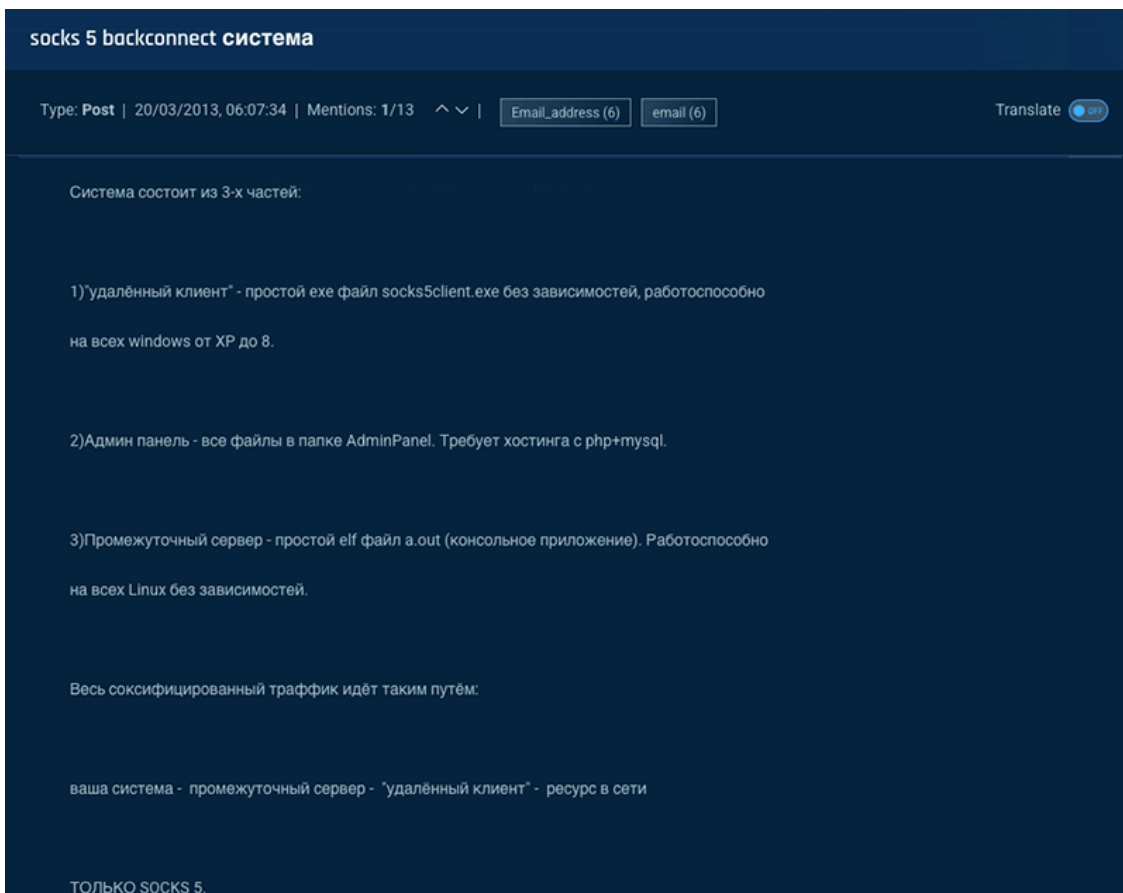 socks 5 backconnect система
Type: Post | 20/03/2013, 06:07:34 | Mentions: 1/13 | Email_address (6) email (6) Translate OFF
Система состоит из 3-х частей:
1)"удалённый клиент" - простой exe файл socks5client.exe без зависимостей, работоспособно
на всех windows от XP до 8.
2)Админ панель - все файлы в папке AdminPanel. Требует хостинга с php+mysql.
3)Промежуточный сервер - простой elf файл a.out (консольное приложение). Работоспособно
на всех Linux без зависимостей.
Весь соксифицированный траффик идёт таким путём:
ваша система - промежуточный сервер - "удалённый клиент" - ресурс в сети
ТОЛЬКО SOCKS 5.